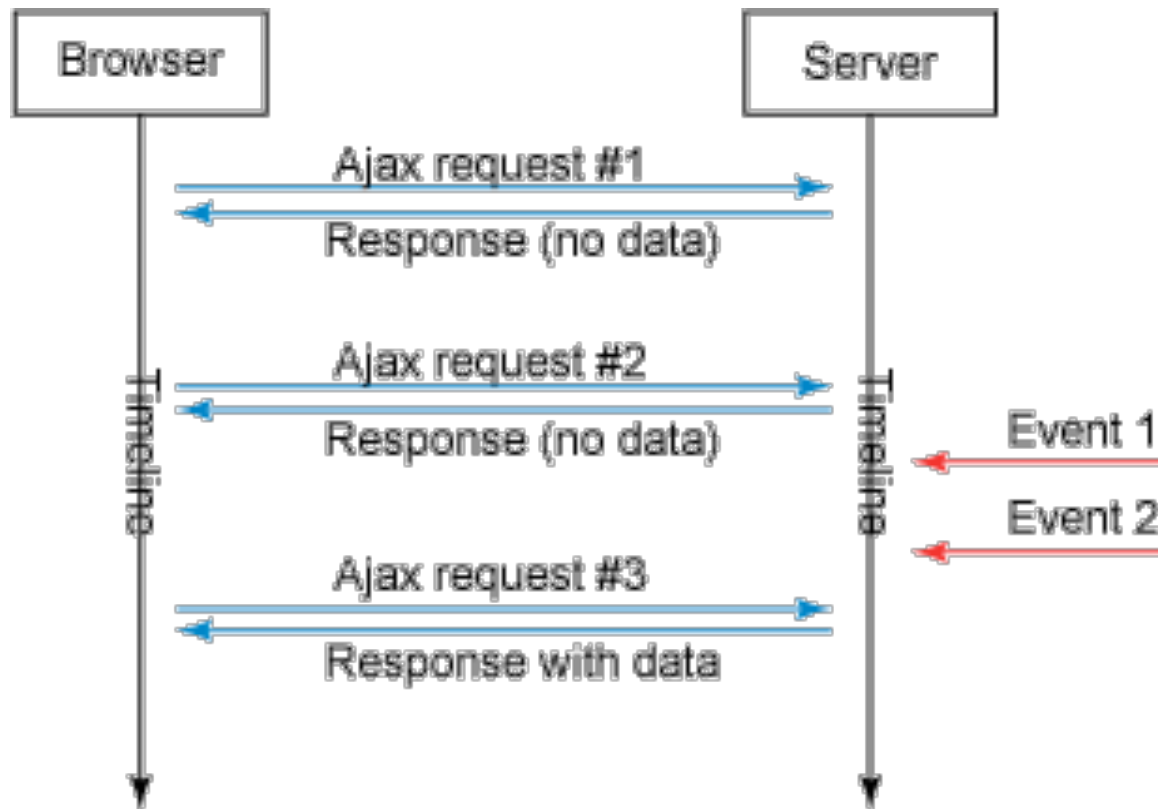 Browser
Server
Ajax request #1
Response (no data)
Ajax request #2
Response (no data)
Timeline
Timeline
Event 1
Event 2
Ajax request #3
Response with data